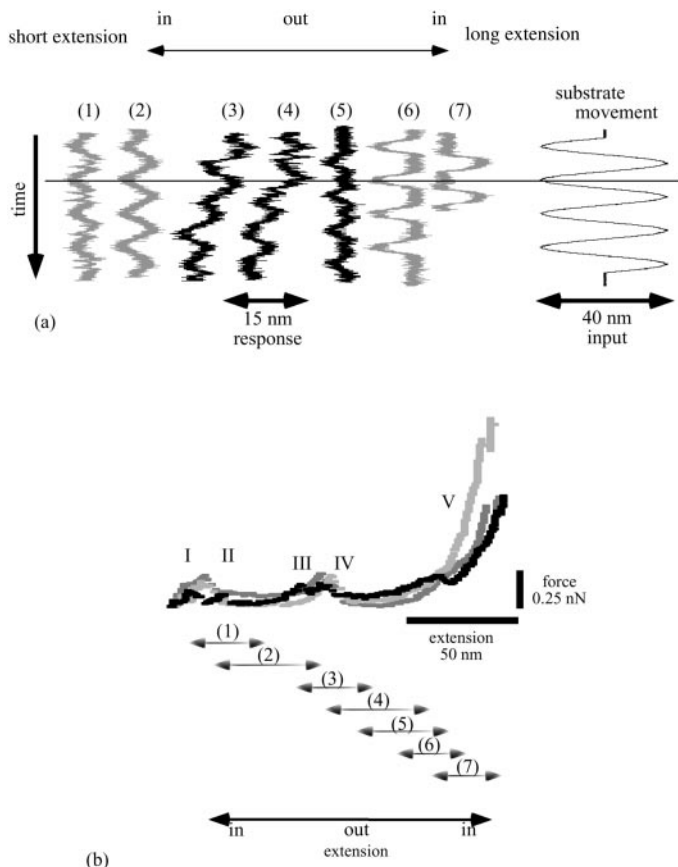 in out in
short extension long extension
(1) (2) (3) (4) (5) (6) (7) substrate
movement
time
15 nm
response
40 nm
input
(a)
V
I II III IV
force
0.25 nN
extension
50 nm
(1)
(2)
(3)
(4)
(5)
(6)
(7)
in out in
extension
(b)